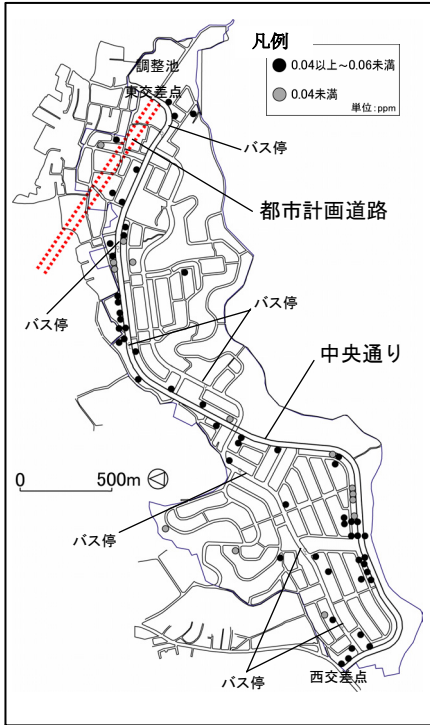 凡例
0.04以上～0.06未満
0.04未満
単位:ppm
調整池
東交差点
バス停
都市計画道路
バス停
バス停
中央通り
0 500m
バス停
バス停
西交差点